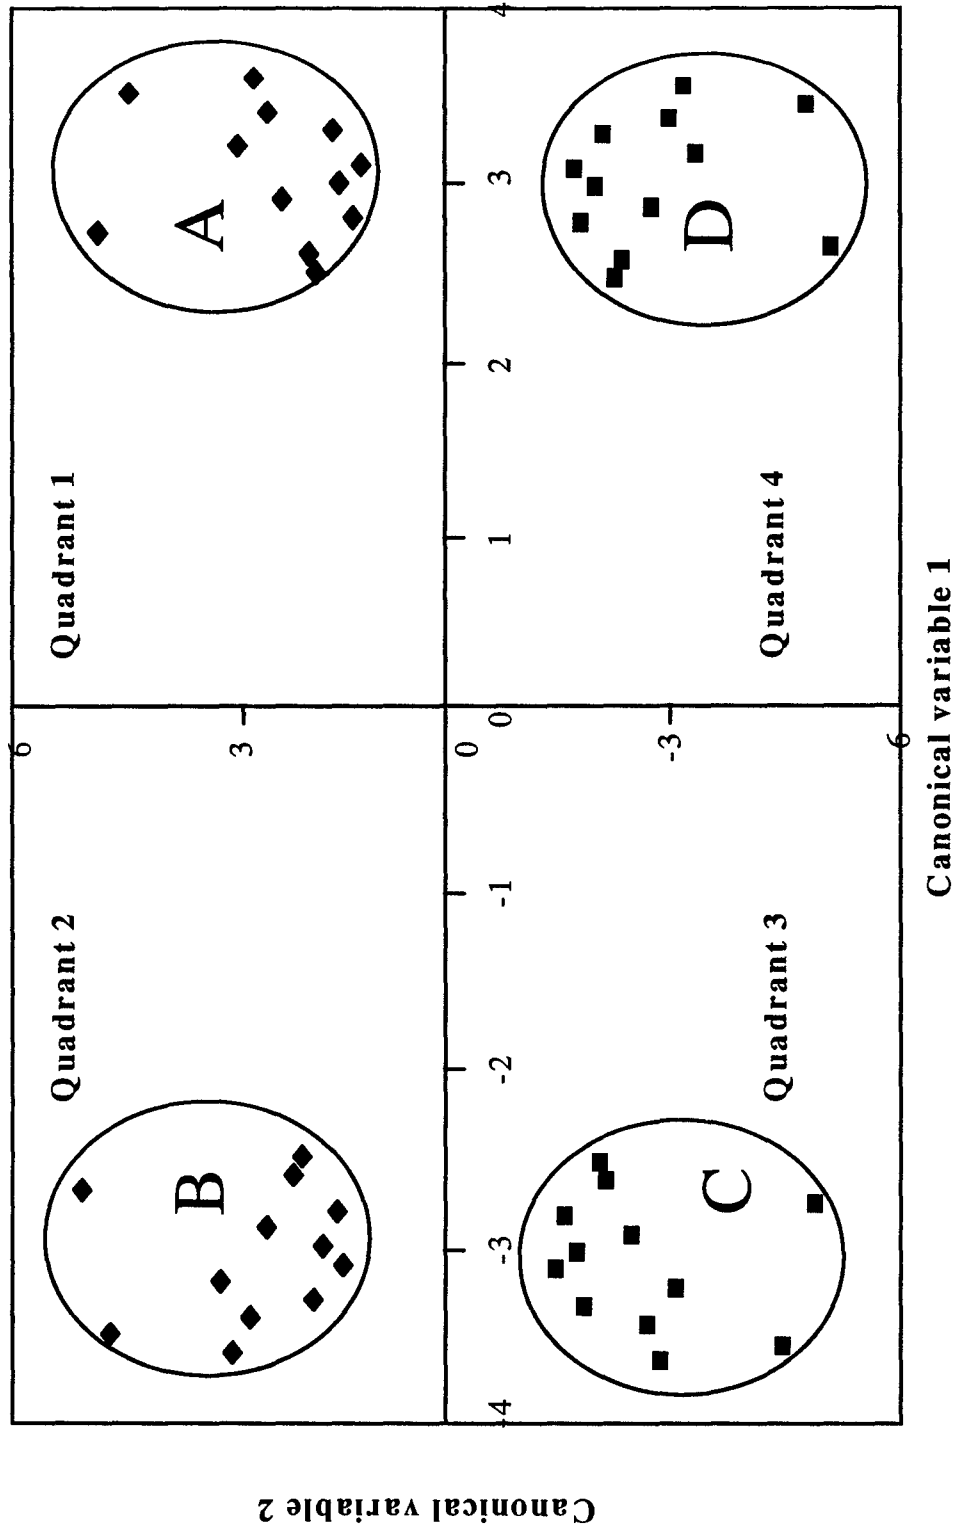 Quadrant 2
Quadrant 1
B
A
6
3
0
-3
6
-4
-3
-2
-1
0
1
2
3
4
C
D
Quadrant 3
Quadrant 4
Canonical variable 1
Canonical variable 2